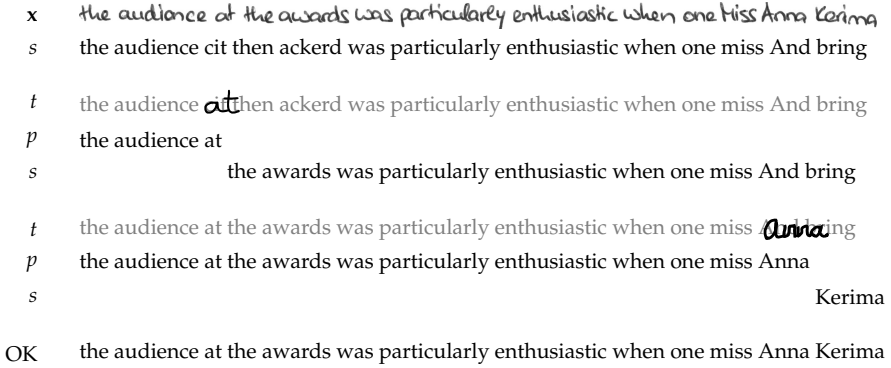 x the audience at the awards was particularly enthusiastic when one Miss Anna Kerima
s the audience cit then ackerd was particularly enthusiastic when one miss And bring
t the audience at then ackerd was particularly enthusiastic when one miss And bring
p the audience at
s the awards was particularly enthusiastic when one miss And bring
t the audience at the awards was particularly enthusiastic when one miss Anna
p the audience at the awards was particularly enthusiastic when one miss Anna
s Kerima
OK the audience at the awards was particularly enthusiastic when one miss Anna Kerima